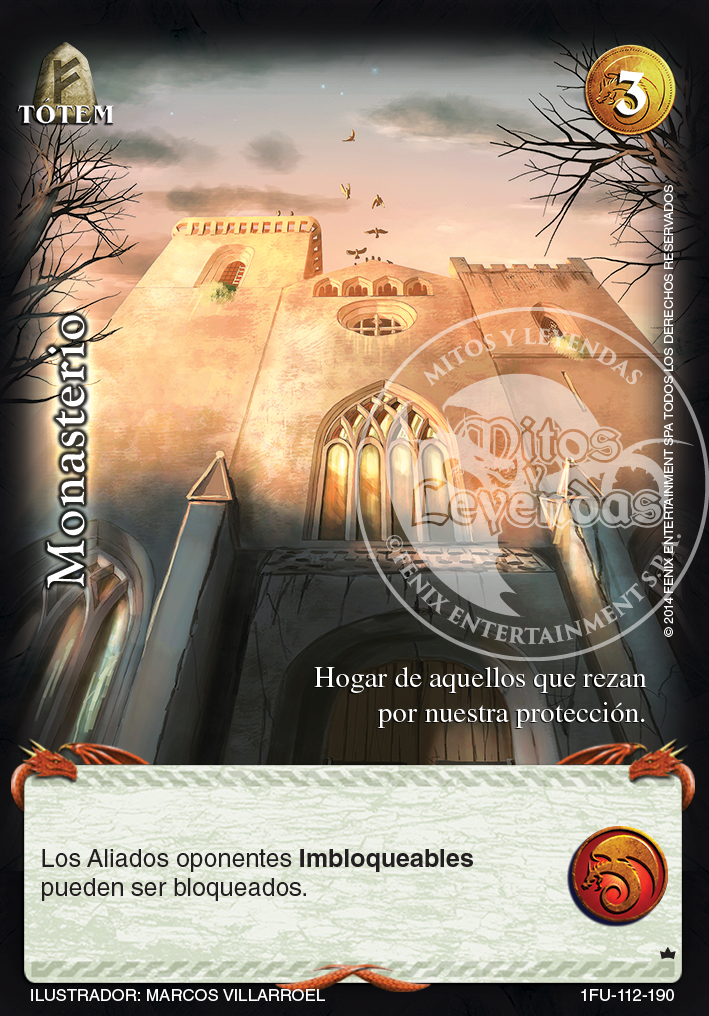 TÓTEM
3
Monasterio
MITOS Y LEYENDAS
Mitos
Leyendas
© FENIX ENTERTAINMENT S.P.A.
© 2014 FENIX ENTERTAINMENT SPA TODOS LOS DERECHOS RESERVADOS
Hogar de aquellos que rezan
por nuestra protección.
Los Aliados oponentes Imbloqueables
pueden ser bloqueados.
ILUSTRADOR: MARCOS VILLARROEL
1FU-112-190